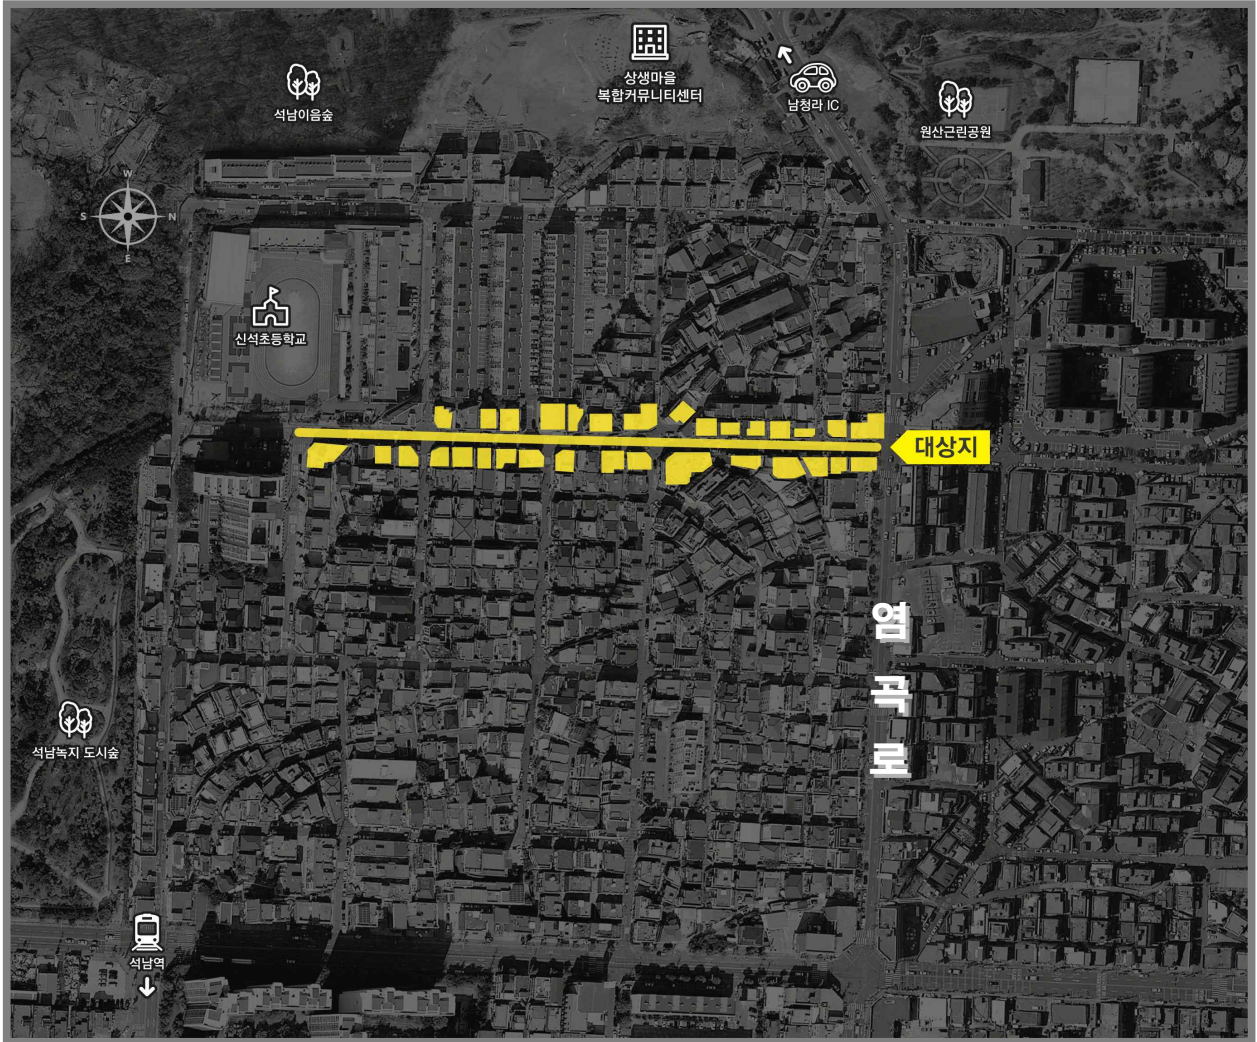 상생마을
복합커뮤니티센터
석남이음숲
남청라 IC
원산근린공원
W
S
N
E
신석초등학교
대상지
염
곡
로
석남녹지 도시숲
석남역